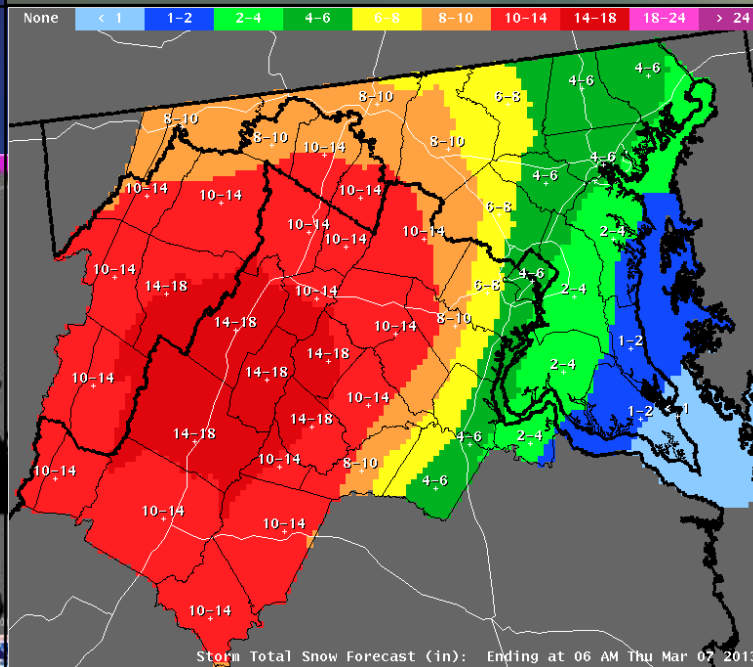 None < 1 1-2 2-4 4-6 6-8 8-10 10-14 14-18 18-24 > 24
4-6 4-6
8-10 6-8
8-10 8-10
10-14 4-6
10-14 10-14 10-14 4-6
6-8
10-14 10-14 10-14 2-4
10-14 4-6
14-18 10-14 6-8 2-4
14-18 10-14 8-10
14-18 14-18 2-4 1-2
10-14 10-14
14-18 14-18 4-6 2-4 1-2 < 1
10-14 10-14 8-10 4-6
10-14 10-14
10-14
Storm Total Snow Forecast (in): Ending at 06 AM Thu Mar 07 201